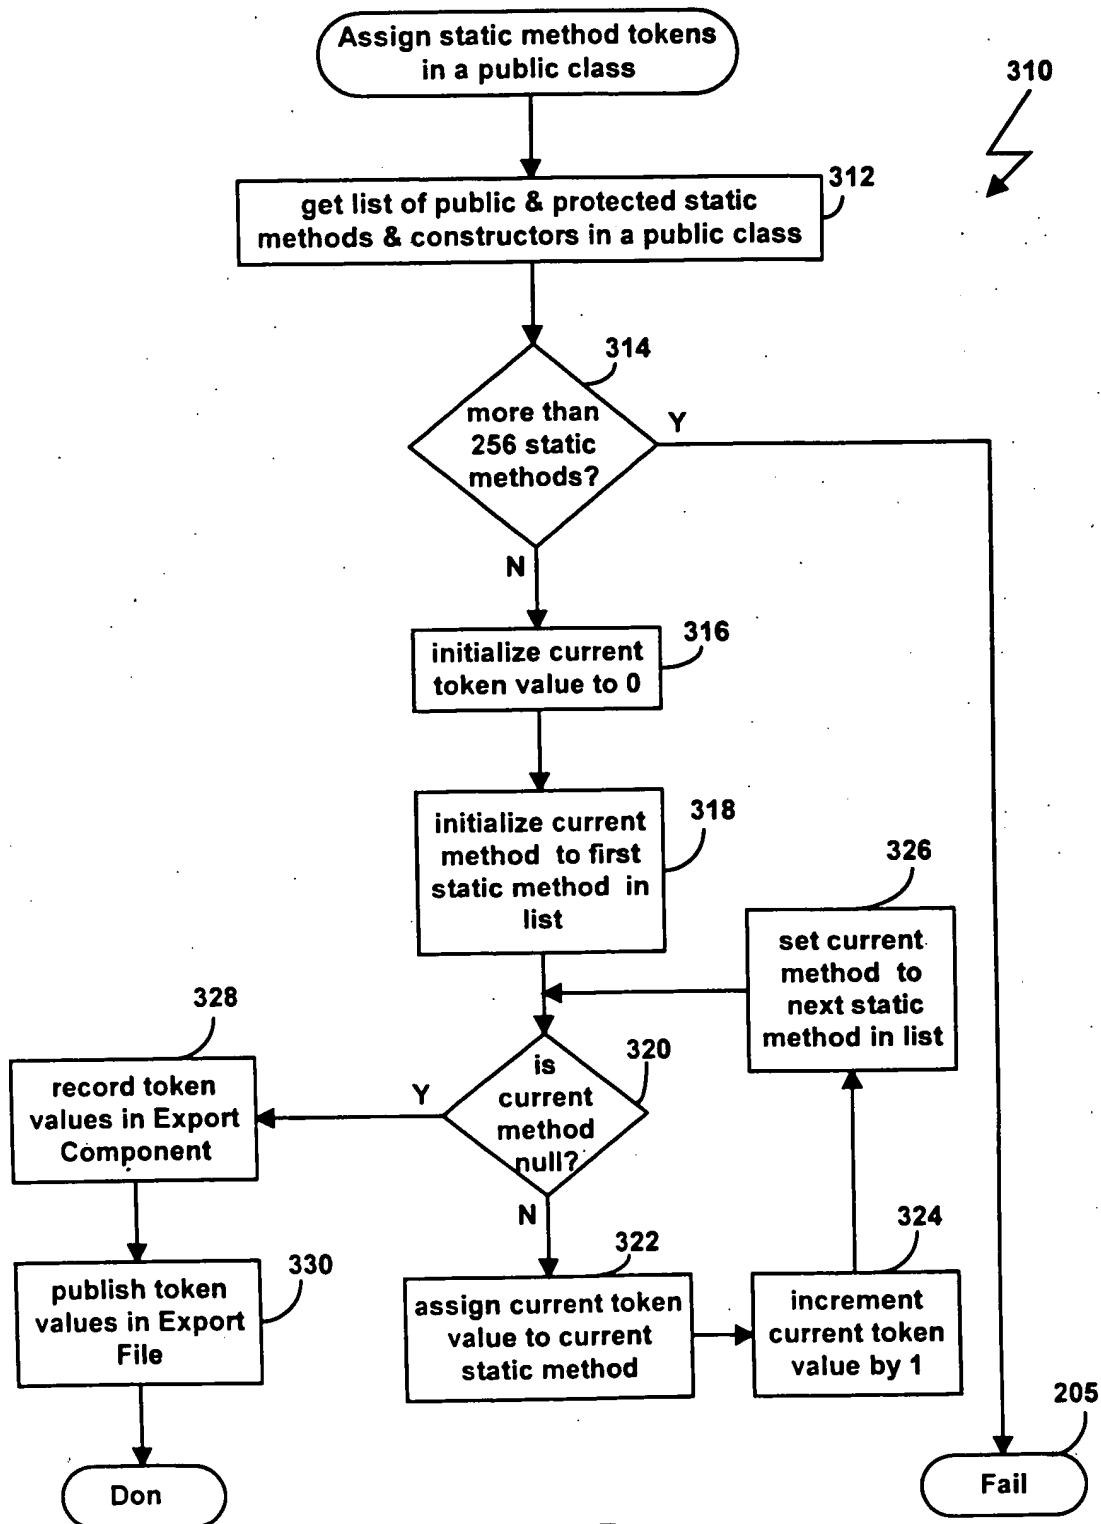 Assign static method tokens
in a public class
310
312
get list of public & protected static
methods & constructors in a public class
314
more than
256 static
methods?
Y
N
316
initialize current
token value to 0
318
initialize current
method to first
static method in
list
326
set current
method to
next static
method in list
328
record token
values in Export
Component
Y
320
is
current
method
null?
N
330
publish token
values in Export
File
322
assign current token
value to current
static method
324
increment
current token
value by 1
205
Don
Fail